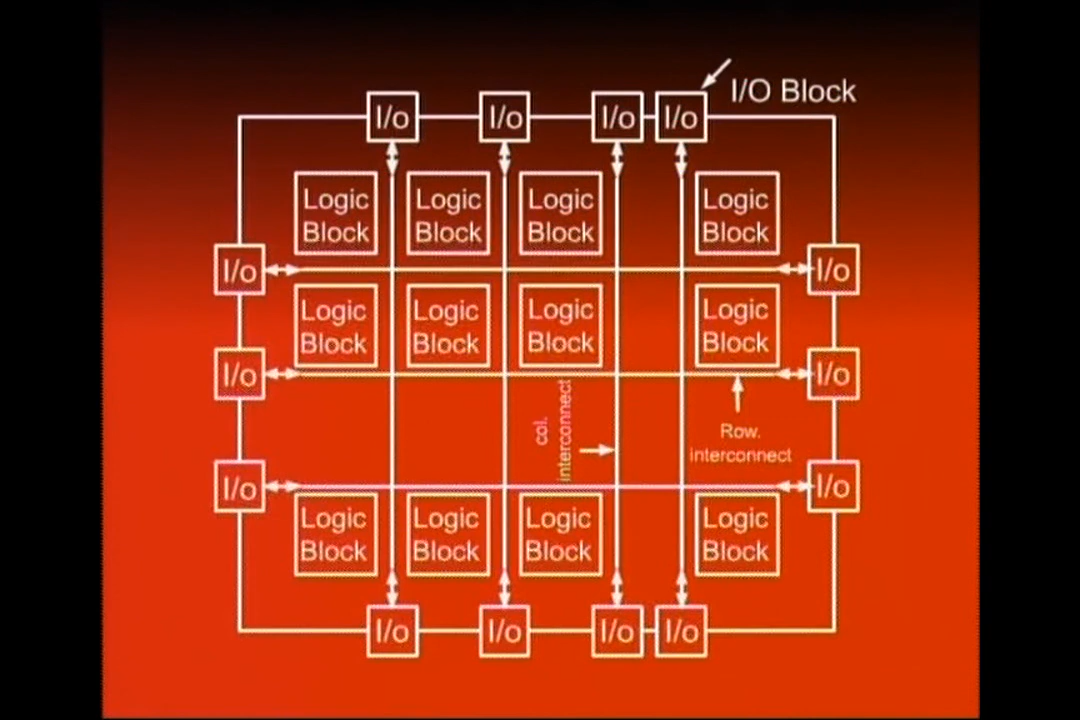 I/O Block
I/o I/o I/o I/o
Logic Logic Logic Logic
Block Block Block Block
I/o I/o
Logic Logic Logic Logic
Block Block Block Block
I/o I/o
col.
interconnect
Row.
interconnect
I/o I/o
Logic Logic Logic Logic
Block Block Block Block
I/o I/o I/o I/o